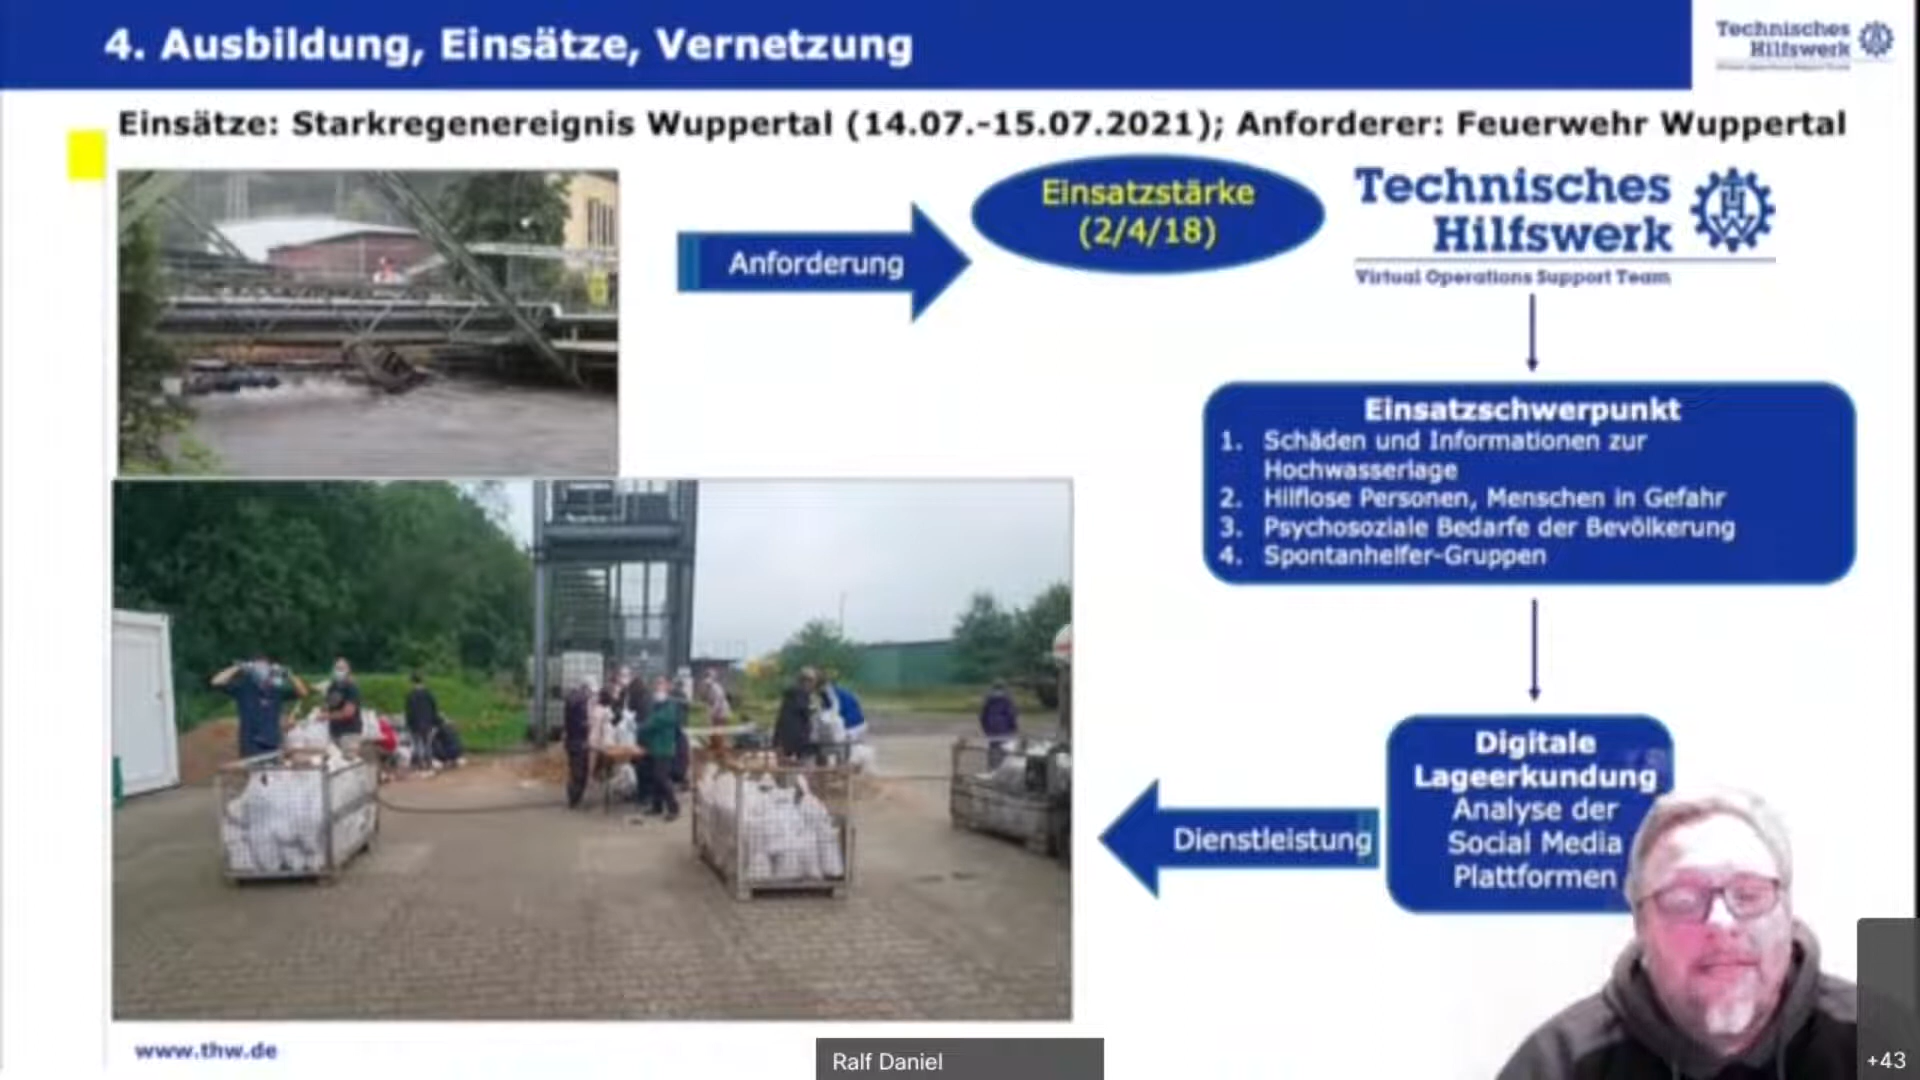 4. Ausbildung, Einsätze, Vernetzung
Technisches
Hilfswerk
Einsätze: Starkregenereignis Wuppertal (14.07.-15.07.2021); Anforderer: Feuerwehr Wuppertal
Anforderung
Einsatzstärke
(2/4/18)
Technisches
Hilfswerk
THW
Virtual Operations Support Team
Einsatzschwerpunkt
1. Schäden und Informationen zur
Hochwasserlage
2. Hilflose Personen, Menschen in Gefahr
3. Psychosoziale Bedarfe der Bevölkerung
4. Spontanhelfer-Gruppen
Digitale
Lageerkundung
Analyse der
Social Media
Plattformen
Dienstleistung
www.thw.de
Ralf Daniel
+43